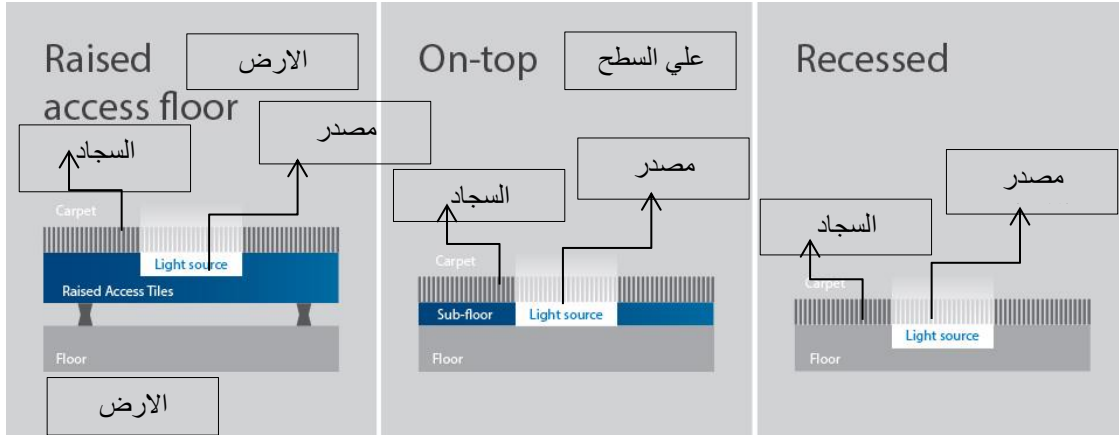 Raised
access floor
الارض
السجاد
مصدر
Carpet
Light source
Raised Access Tiles
Floor
الارض
On-top
علي السطح
السجاد
مصدر
Carpet
Sub-floor
Light source
Floor
Recessed
السجاد
مصدر
Carpet
Light source
Floor